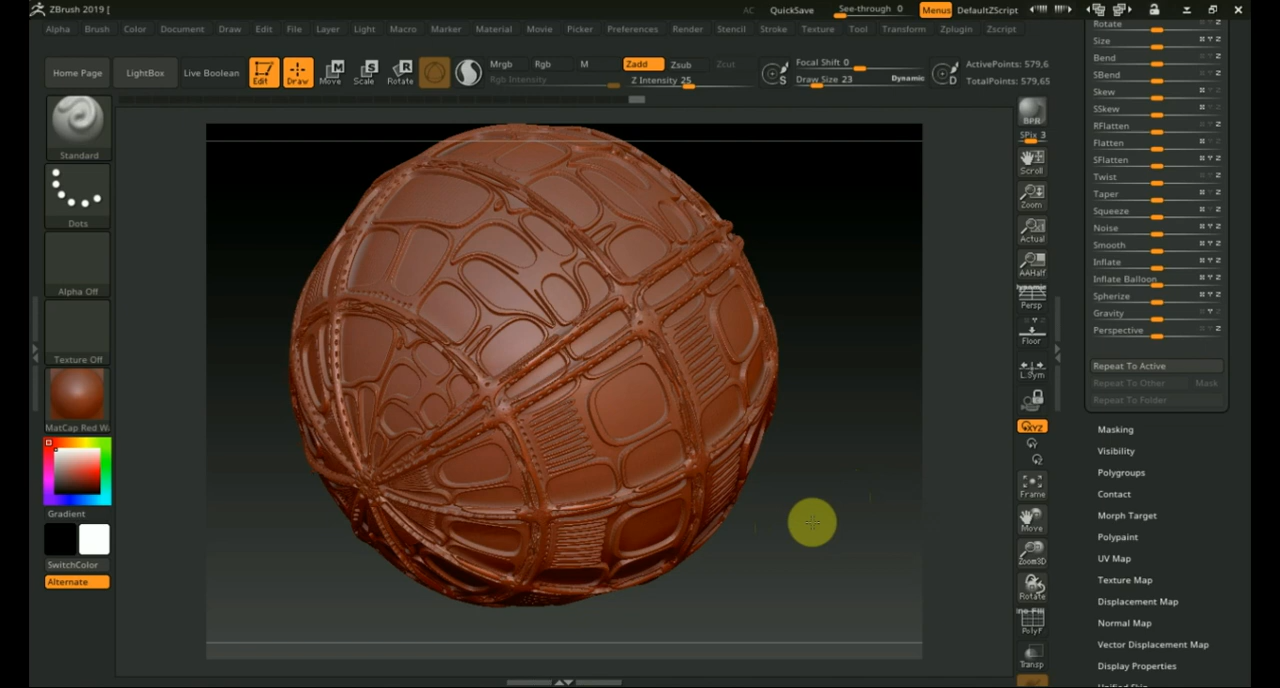 ZBrush 2019 [
AC QuickSave See-through 0 Menus DefaultZScript
Alpha Brush Color Document Draw Edit File Layer Light Macro Marker Material Movie Picker Preferences Render Stencil Stroke Texture Tool Transform Zplugin Zscript
Home Page LightBox Live Boolean Edit Draw Move Scale Rotate
Mrgb Rgb M Zadd Zsub Zcut
Rgb Intensity Z Intensity 25
S Focal Shift 0
Draw Size 23 Dynamic
D ActivePoints: 579,6
TotalPoints: 579,65
Standard
Dots
Alpha Off
Texture Off
MatCap Red W
Gradient
SwitchColor
Alternate
BPR
SPix 3
Scroll
Zoom
Actual
AAHalf
Persp
Floor
L.Sym
XYZ
Frame
Move
Zoom3D
Rotate
PolyF
Transp
Rotate
Size
Bend
SBend
Skew
SSkew
RFlatten
Flatten
SFlatten
Twist
Taper
Squeeze
Noise
Smooth
Inflate
Inflate Balloon
Spherize
Gravity
Perspective
Repeat To Active
Repeat To Other Mask
Repeat To Folder
Masking
Visibility
Polygroups
Contact
Morph Target
Polypaint
UV Map
Texture Map
Displacement Map
Normal Map
Vector Displacement Map
Display Properties